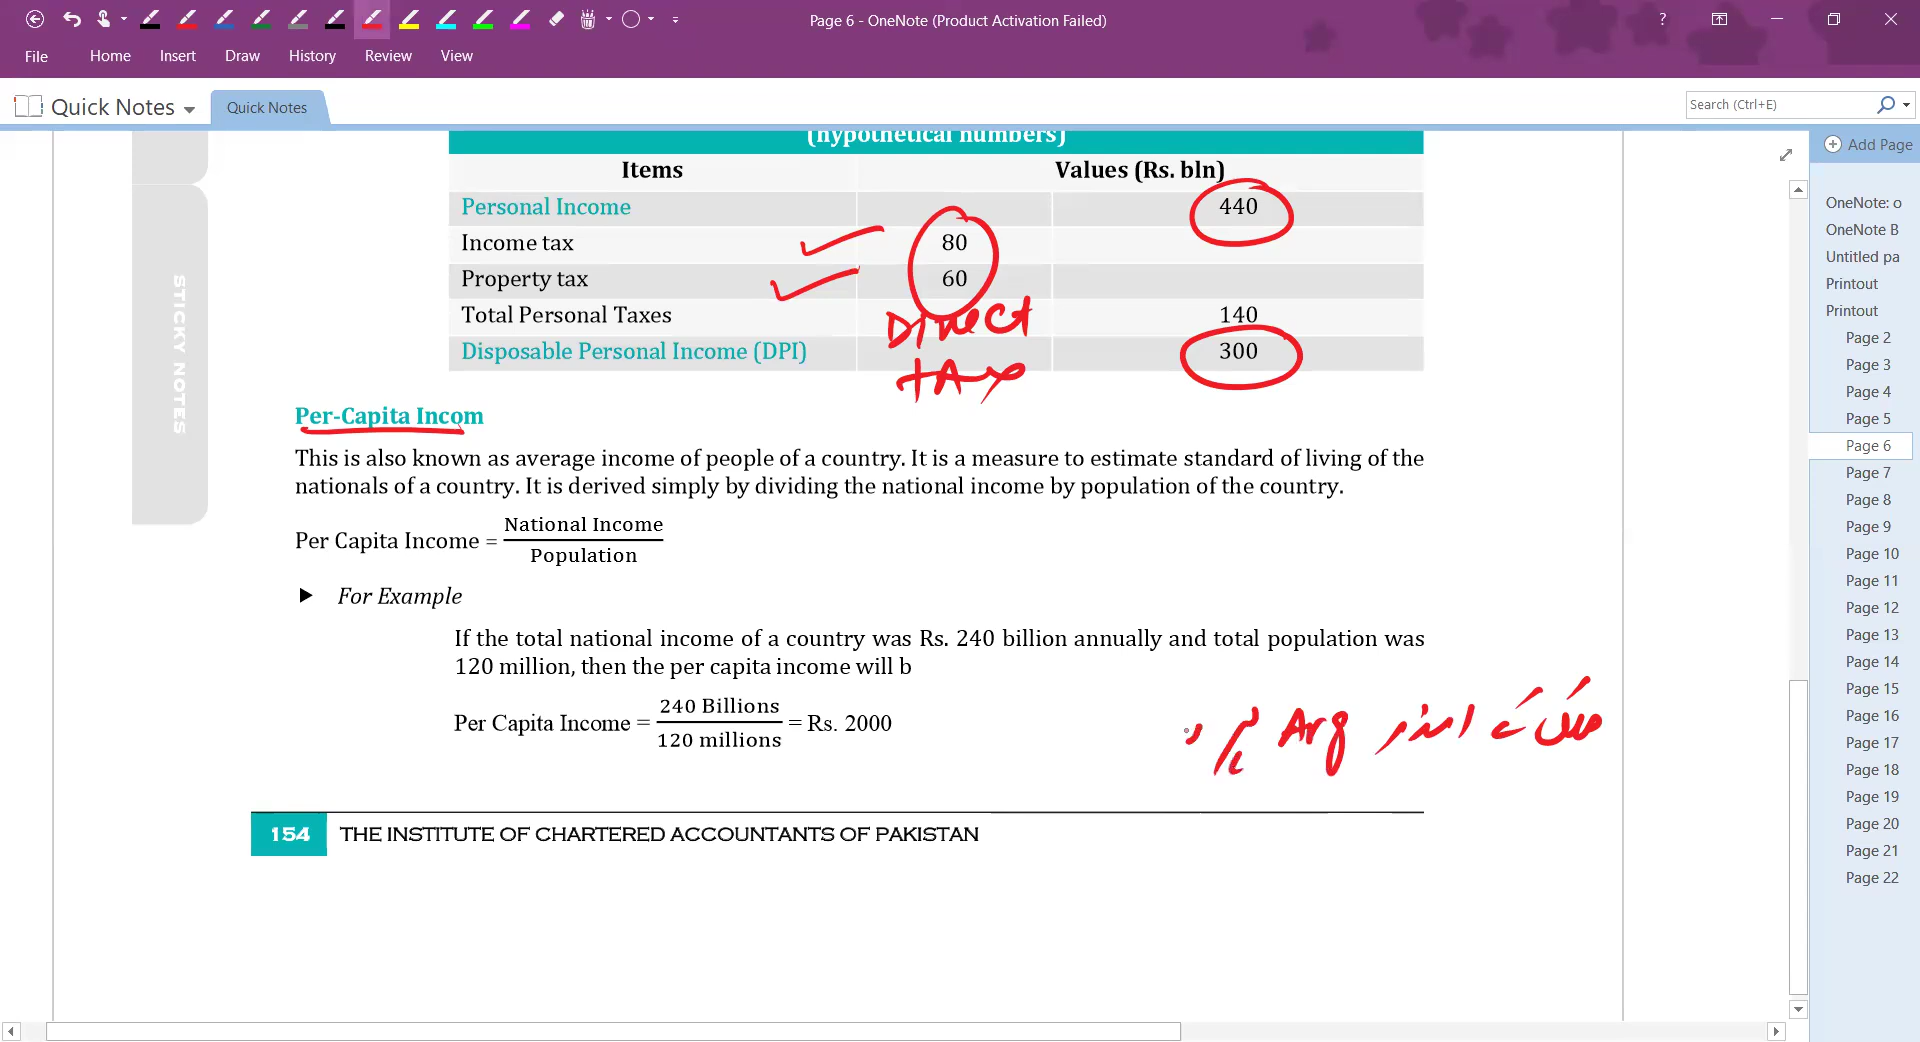 Page 6 - OneNote (Product Activation Failed)
?
File Home Insert Draw History Review View
Quick Notes
Quick Notes
Search (Ctrl+E)
Add Page
OneNote: o
OneNote B
Untitled pa
Printout
Printout
Page 2
Page 3
Page 4
Page 5
Page 6
Page 7
Page 8
Page 9
Page 10
Page 11
Page 12
Page 13
Page 14
Page 15
Page 16
Page 17
Page 18
Page 19
Page 20
Page 21
Page 22
STICKY NOTES
(hypothetical numbers)
Items Values (Rs. bln)
Personal Income 440
Income tax 80
Property tax 60
Total Personal Taxes 140
Disposable Personal Income (DPI) 300
Direct
tax
Per-Capita Incom
This is also known as average income of people of a country. It is a measure to estimate standard of living of the
nationals of a country. It is derived simply by dividing the national income by population of the country.
Per Capita Income = National Income
Population
For Example
If the total national income of a country was Rs. 240 billion annually and total population was
120 million, then the per capita income will b
Per Capita Income = 240 Billions
120 millions
= Rs. 2000
کے اندر Arg ہر
154 THE INSTITUTE OF CHARTERED ACCOUNTANTS OF PAKISTAN